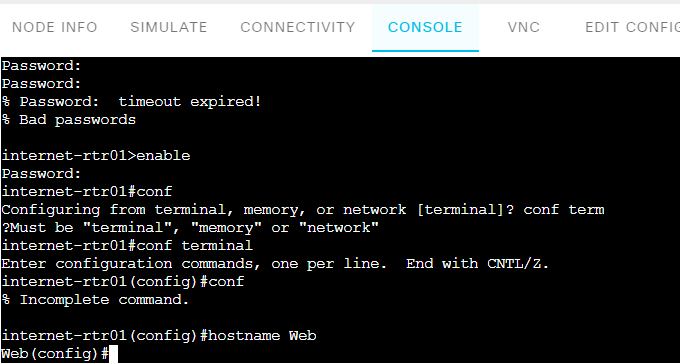 NODE INFO SIMULATE CONNECTIVITY CONSOLE VNC EDIT CONFIG
Password:
Password:
% Password:  timeout expired!
% Bad passwords
internet-rtr01>enable
Password:
internet-rtr01#conf
Configuring from terminal, memory, or network [terminal]? conf term
?Must be "terminal", "memory" or "network"
internet-rtr01#conf terminal
Enter configuration commands, one per line.  End with CNTL/Z.
internet-rtr01(config)#conf
% Incomplete command.
internet-rtr01(config)#hostname Web
Web(config)#